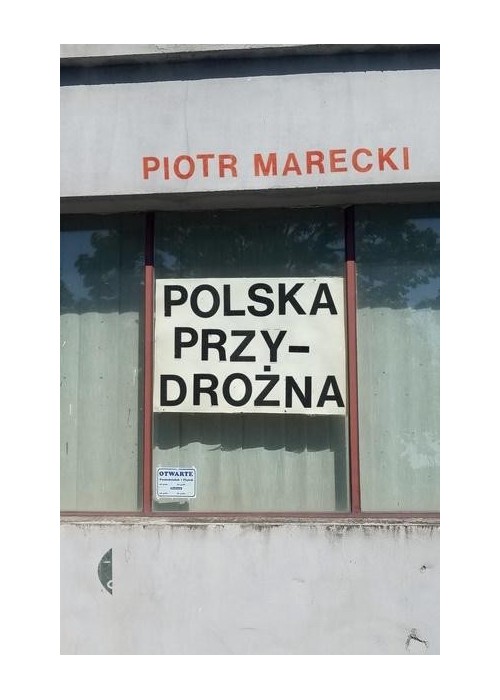 PIOTR MARECKI
POLSKA
PRZY-
DROŻNA
OTWARTE